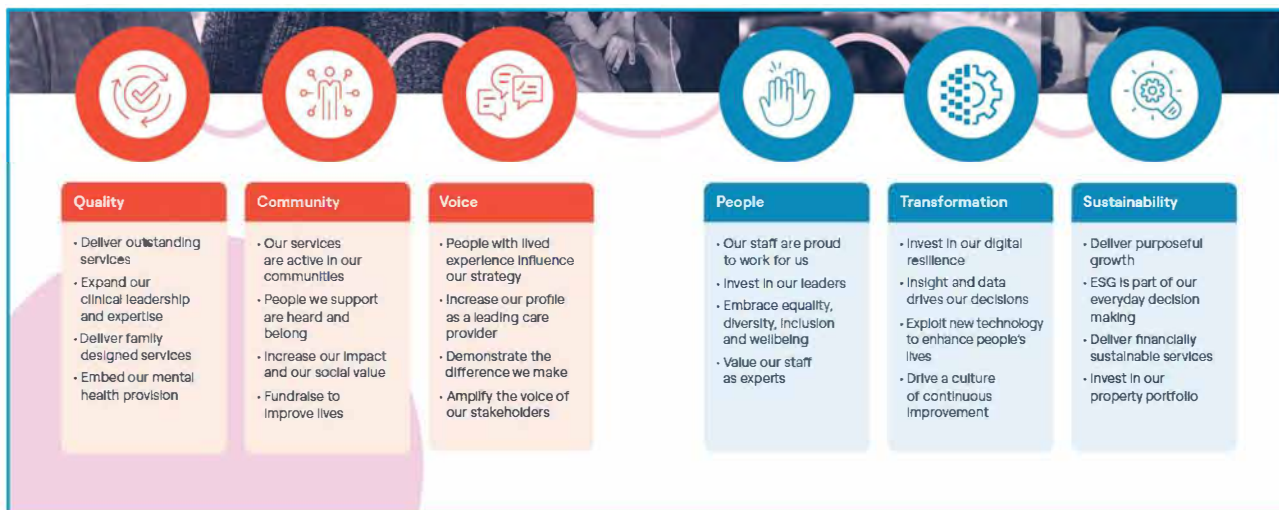 Quality
• Deliver outstanding
services
• Expand our
clinical leadership
and expertise
• Deliver family
designed services
• Embed our mental
health provision
Community
• Our services
are active in our
communities
• People we support
are heard and
belong
• Increase our impact
and our social value
• Fundraise to
improve lives
Voice
• People with lived
experience influence
our strategy
• Increase our profile
as a leading care
provider
• Demonstrate the
difference we make
• Amplify the voice of
our stakeholders
People
• Our staff are proud
to work for us
• Invest in our leaders
• Embrace equality,
diversity, inclusion
and wellbeing
• Value our staff
as experts
Transformation
• Invest in our digital
resilience
• Insight and data
drives our decisions
• Exploit new technology
to enhance people's
lives
• Drive a culture
of continuous
improvement
Sustainability
• Deliver purposeful
growth
• ESG is part of our
everyday decision
making
• Deliver financially
sustainable services
• Invest in our
property portfolio